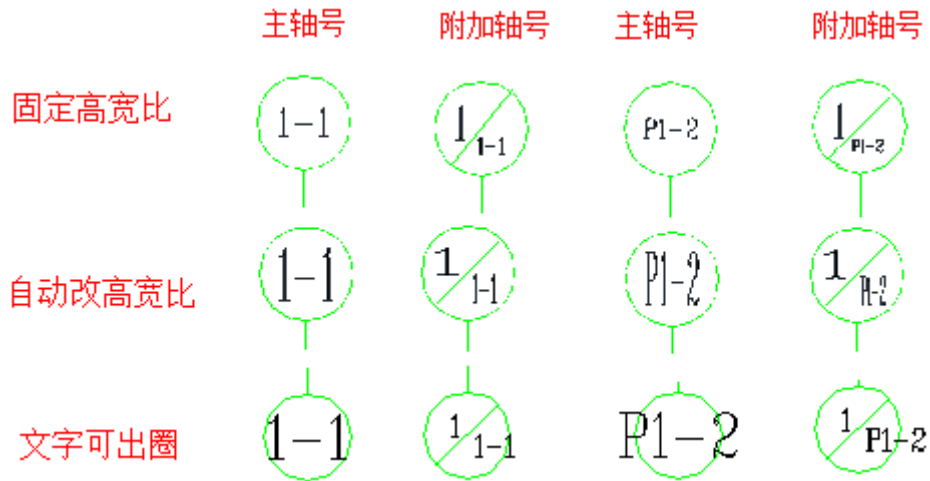 主轴号 附加轴号 主轴号 附加轴号
固定高宽比 1-1 1 1-1 P1-2 1 P1-2
自动改高宽比 1-1 1 1-1 P1-2 1 P1-2
文字可出圈 1-1 1 1-1 P1-2 1 P1-2